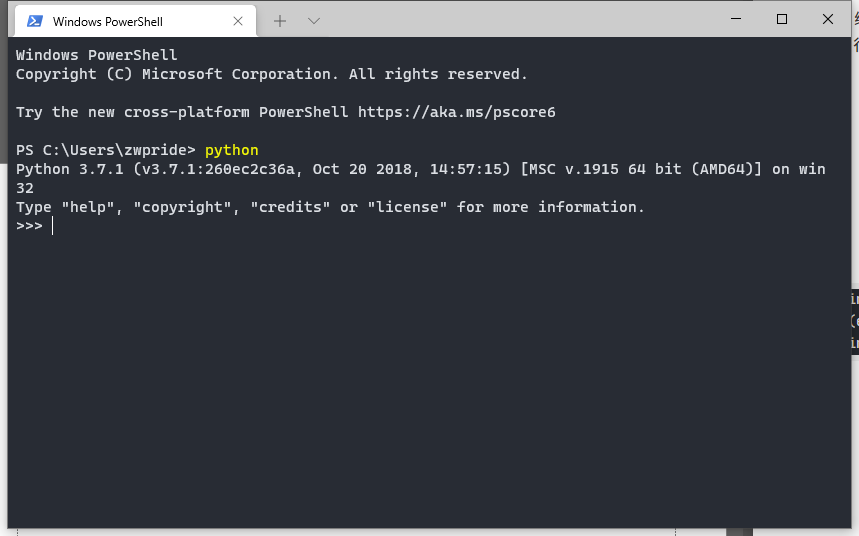 Windows PowerShell
Windows PowerShell
Copyright (C) Microsoft Corporation. All rights reserved.
Try the new cross-platform PowerShell https://aka.ms/pscore6
PS C:\Users\zwpride> python
Python 3.7.1 (v3.7.1:260ec2c36a, Oct 20 2018, 14:57:15) [MSC v.1915 64 bit (AMD64)] on win
32
Type "help", "copyright", "credits" or "license" for more information.
>>>